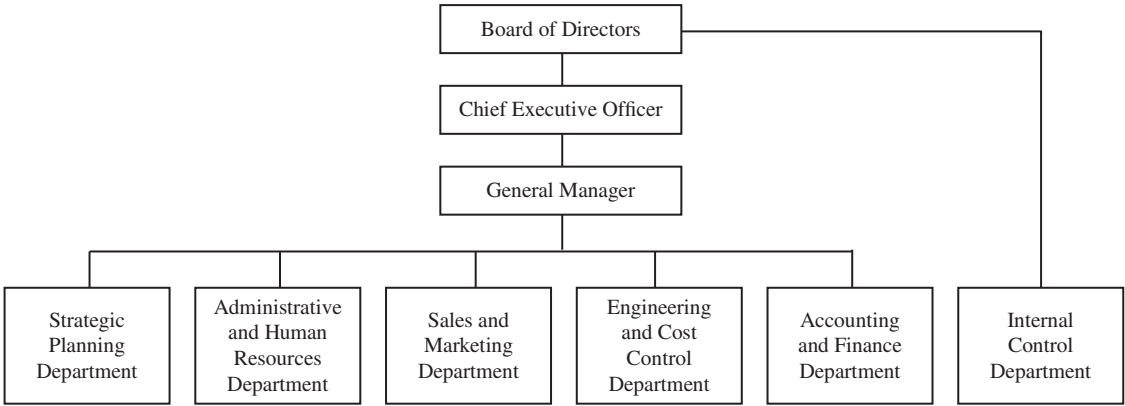 Board of Directors
Chief Executive Officer
General Manager
Strategic
Planning
Department
Administrative
and Human
Resources
Department
Sales and
Marketing
Department
Engineering
and Cost
Control
Department
Accounting
and Finance
Department
Internal
Control
Department